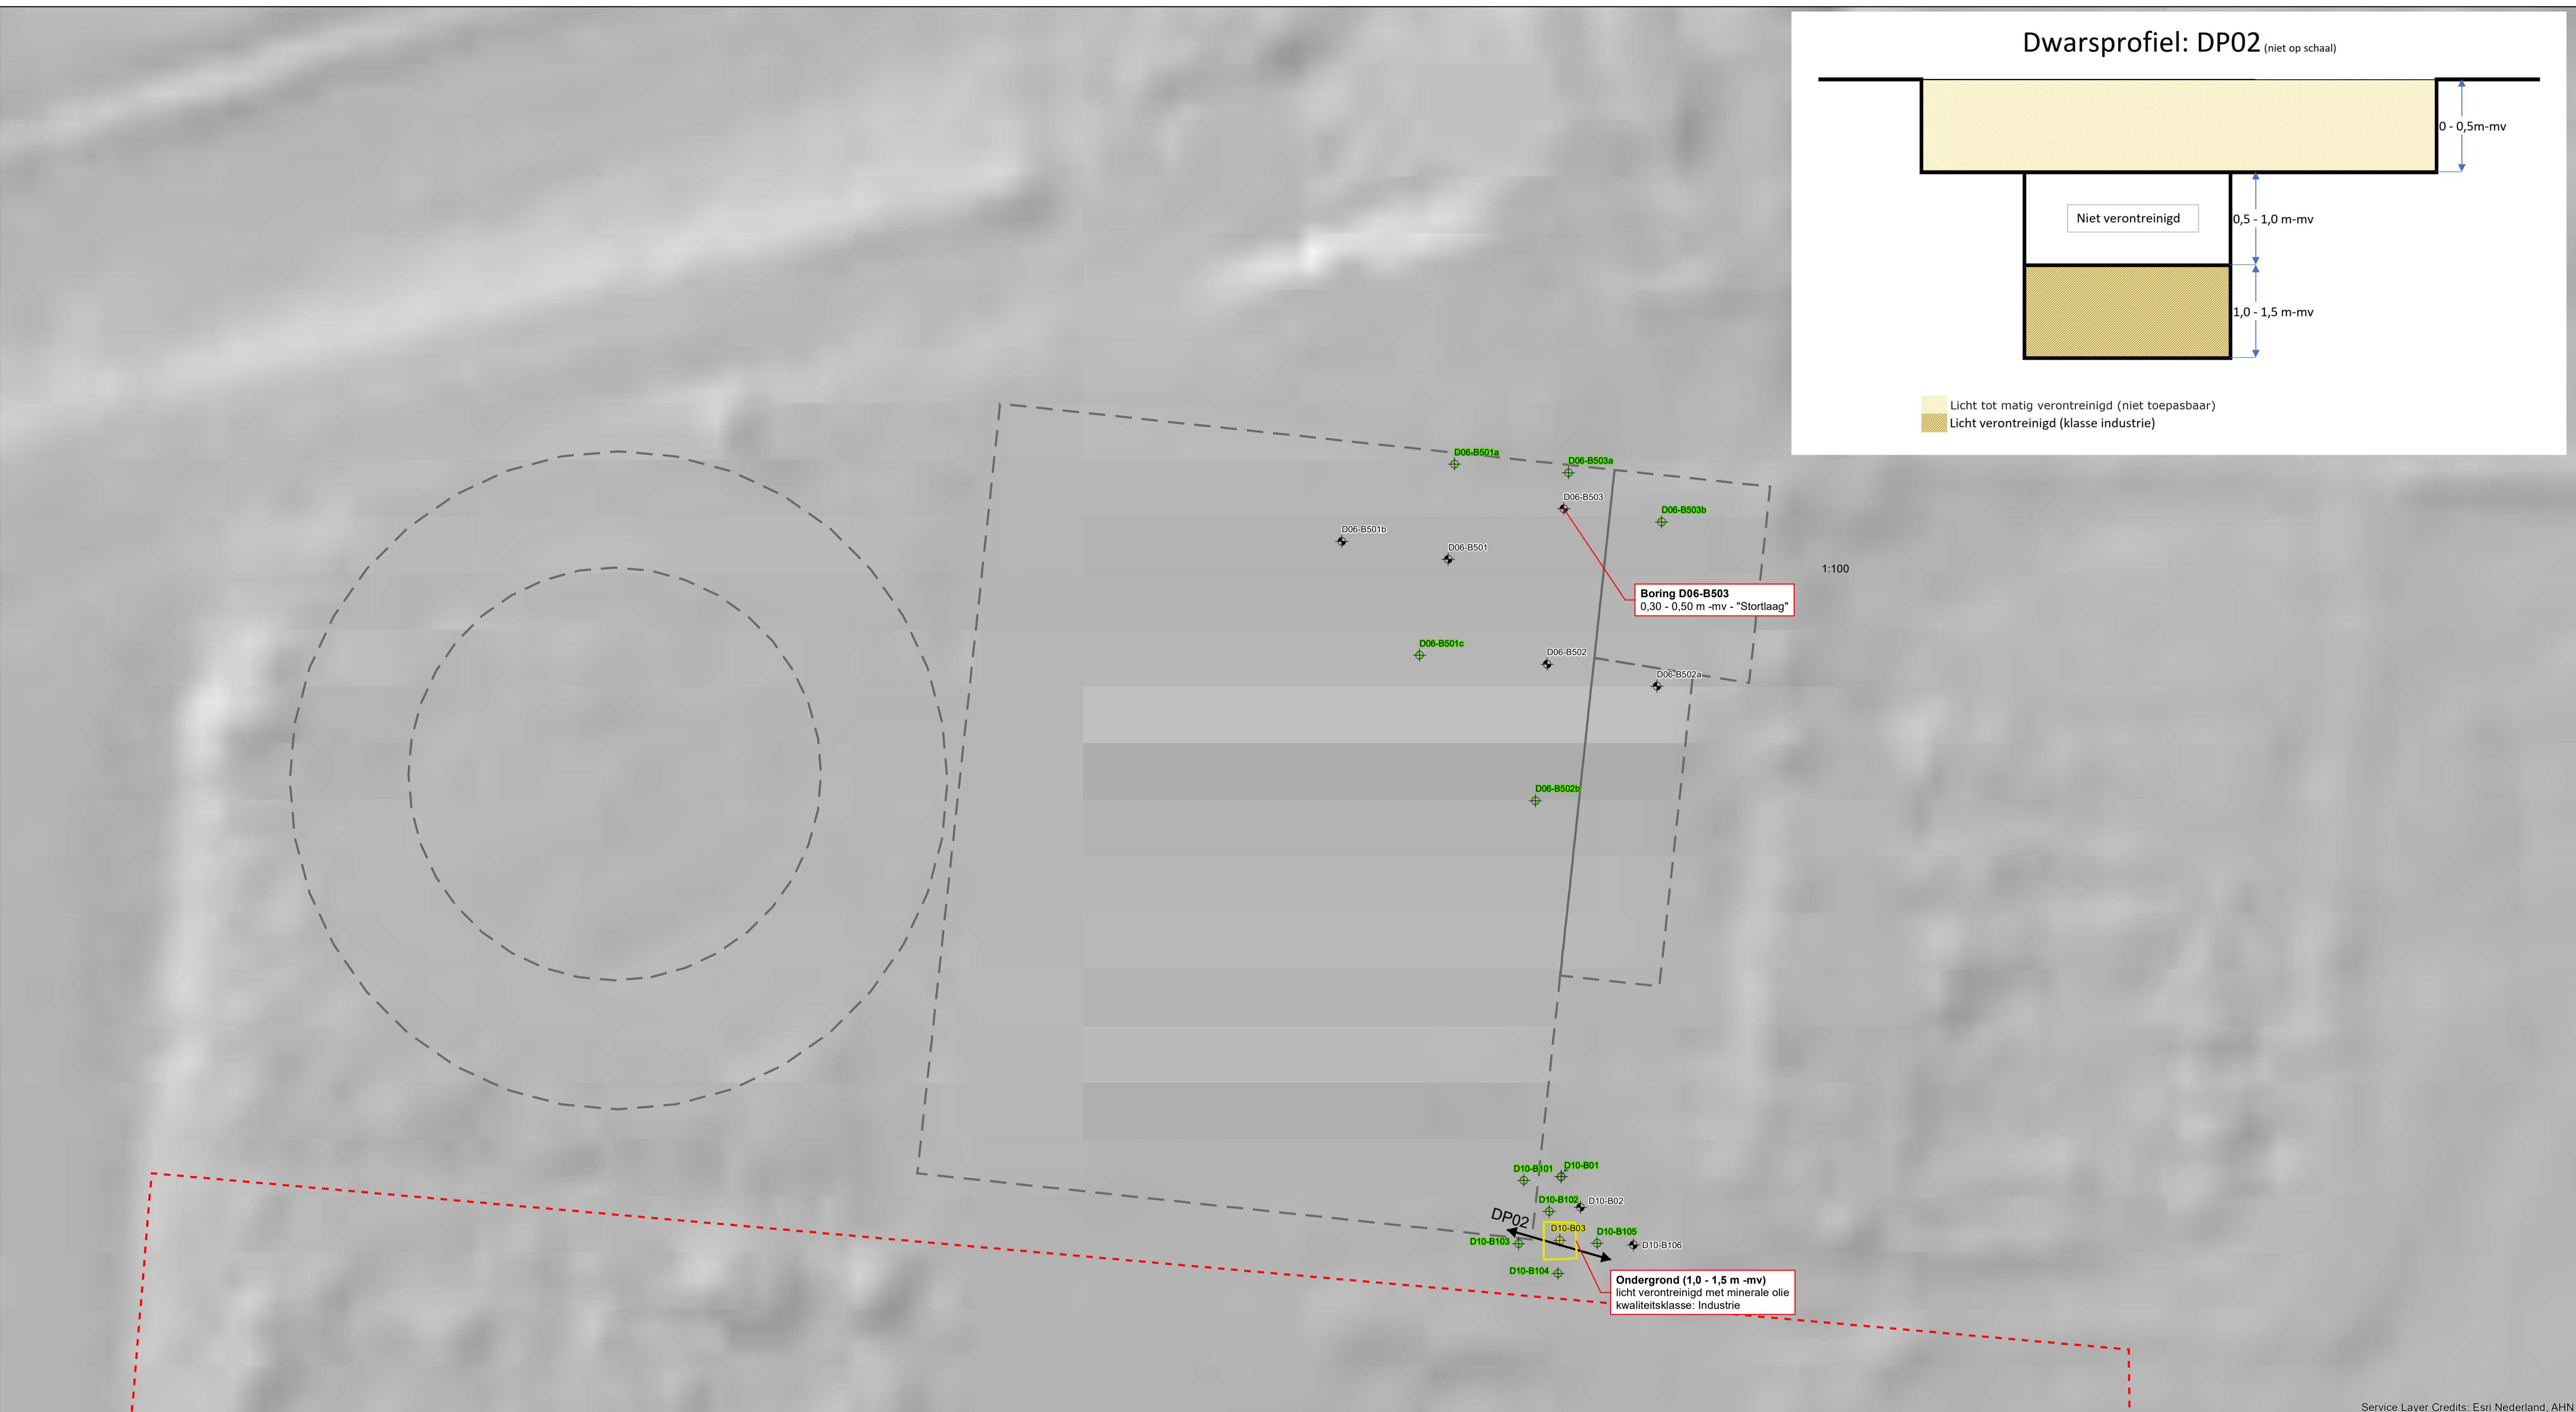 Dwarsprofiel: DP02 (niet op schaal)
0 - 0,5m-mv
Niet verontreinigd
0,5 - 1,0 m-mv
1,0 - 1,5 m-mv
Licht tot matig verontreinigd (niet toepasbaar)
Licht verontreinigd (klasse industrie)
D06-B501a
D06-B503a
D06-B503
D06-B503b
D06-B501b
D06-B501
1:100
Boring D06-B503
0,30 - 0,50 m -mv - "Stortlaag"
D06-B501c
D06-B502
D06-B502a
D06-B502b
D10-B101
D10-B01
D10-B102
D10-B02
DP02
D10-B03
D10-B105
D10-B103
D10-B106
D10-B104
Ondergrond (1,0 - 1,5 m -mv)
licht verontreinigd met minerale olie
kwaliteitsklasse: Industrie
Service Layer Credits: Esri Nederland, AHN